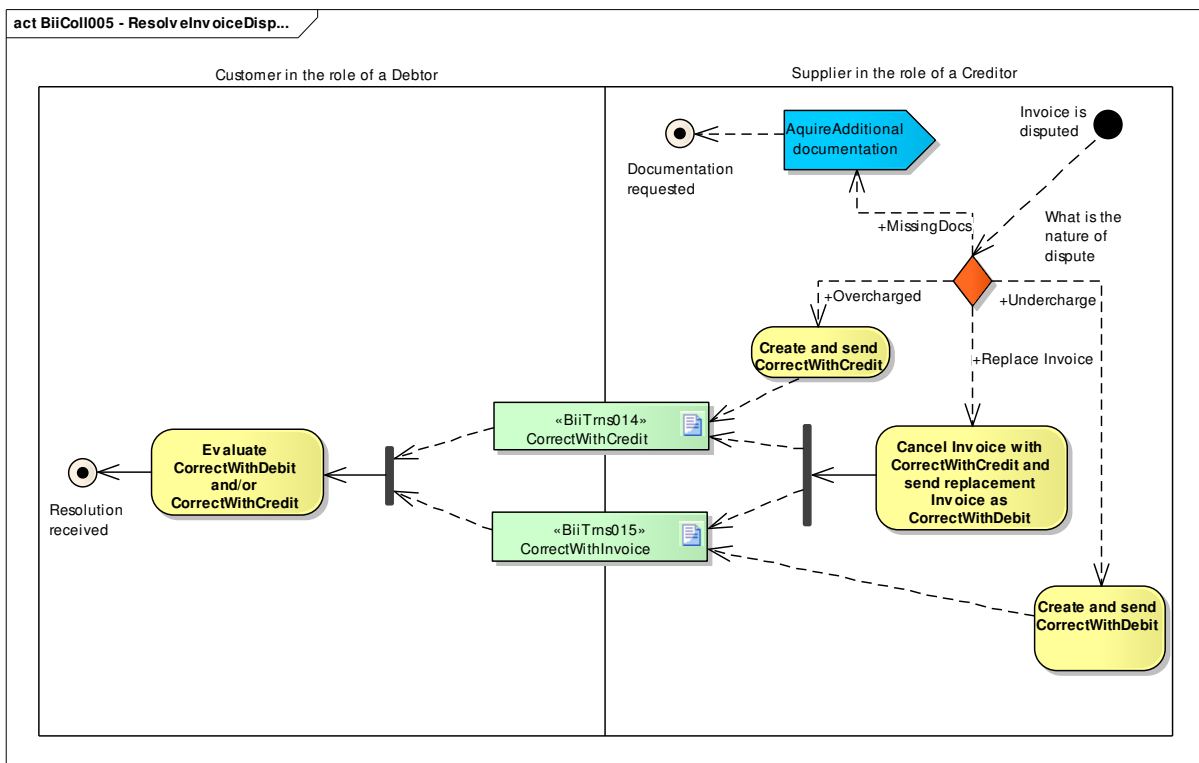 act BiiColl005 - ResolveInvoiceDisp...
Customer in the role of a Debtor
Supplier in the role of a Creditor
AquireAdditional
documentation
Invoice is
disputed
Documentation
requested
+MissingDocs
What is the
nature of
dispute
+Overcharged
+Undercharge
Create and send
CorrectWithCredit
+Replace Invoice
«BiiTrns014»
CorrectWithCredit
Evaluate
CorrectWithDebit
and/or
CorrectWithCredit
Cancel Invoice with
CorrectWithCredit and
send replacement
Invoice as
CorrectWithDebit
Resolution
received
«BiiTrns015»
CorrectWithInvoice
Create and send
CorrectWithDebit